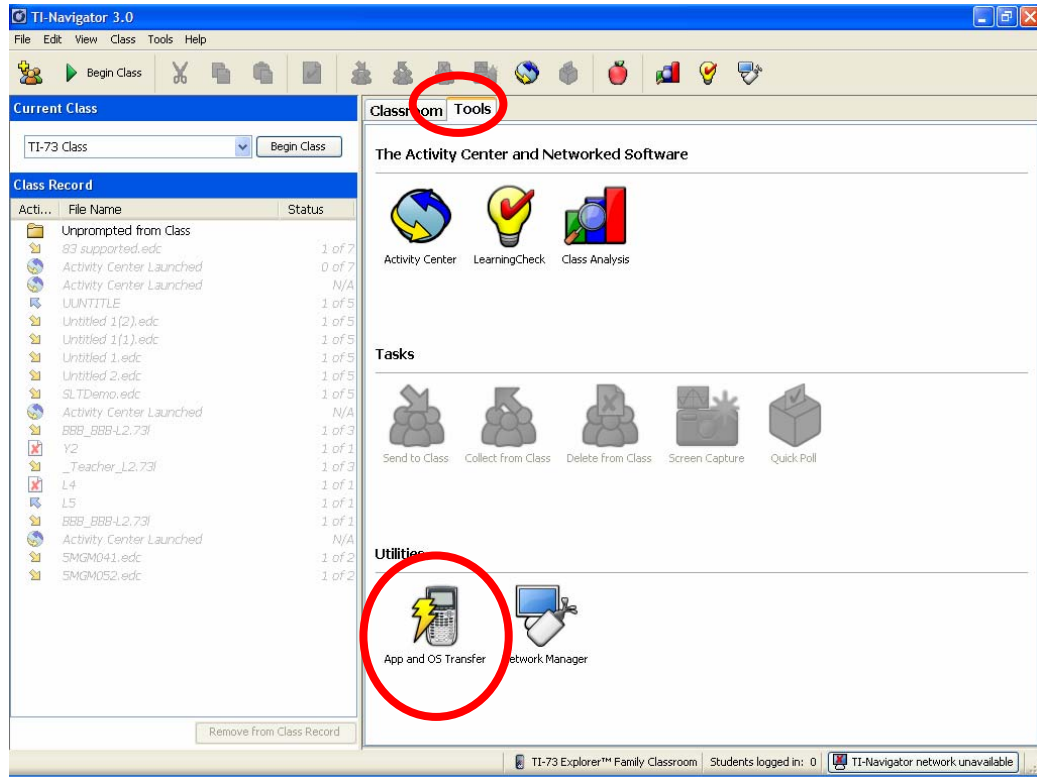 TI-Navigator 3.0
File Edit View Class Tools Help
Begin Class
Current Class
TI-73 Class
Begin Class
Class Record
Acti... File Name Status
Unprompted from Class
83 supported.edc 1 of 7
Activity Center Launched 0 of 7
Activity Center Launched N/A
UUNTITLE 1 of 5
Untitled 1(2).edc 1 of 5
Untitled 1(1).edc 1 of 5
Untitled 1.edc 1 of 5
Untitled 2.edc 1 of 5
SLTDemo.edc 1 of 5
Activity Center Launched N/A
BBB_BBB-L2.73l 1 of 3
Y2 1 of 1
_Teacher_L2.73l 1 of 3
L4 1 of 1
L5 1 of 1
BBB_BBB-L2.73l 1 of 1
Activity Center Launched N/A
5MGM041.edc 1 of 2
5MGM052.edc 1 of 2
Remove from Class Record
Classroom Tools
The Activity Center and Networked Software
Activity Center LearningCheck Class Analysis
Tasks
Send to Class Collect from Class Delete from Class Screen Capture Quick Poll
Utilities
App and OS Transfer Network Manager
TI-73 Explorer™ Family Classroom Students logged in: 0 TI-Navigator network unavailable